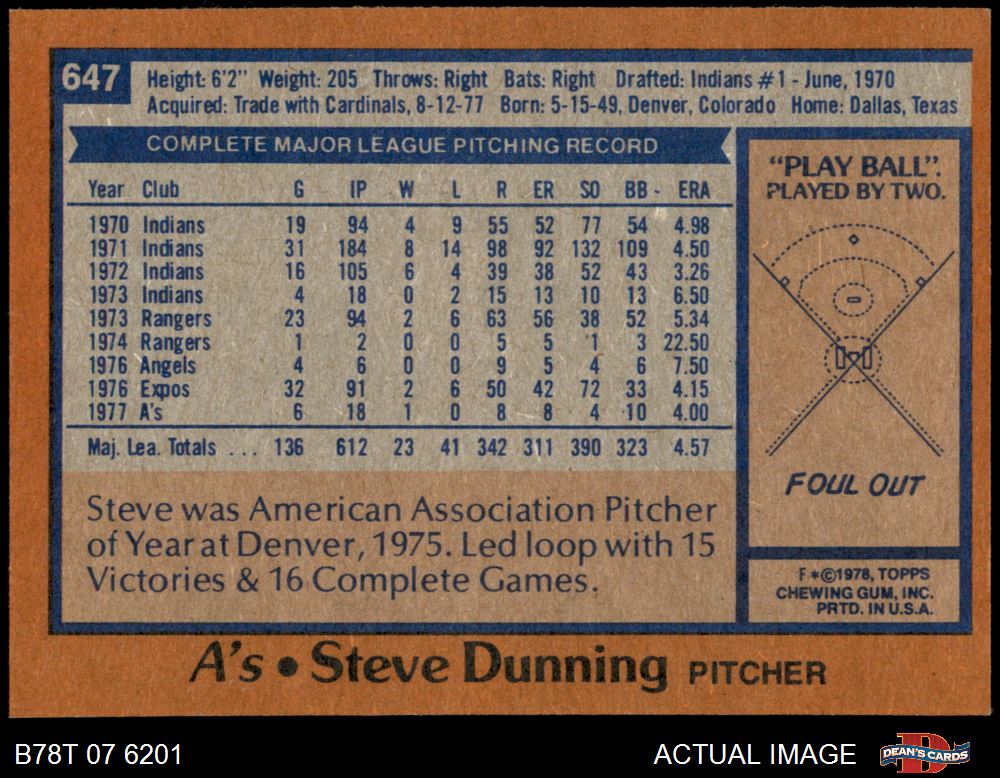 647
Height: 6'2" Weight: 205 Throws: Right Bats: Right Drafted: Indians #1 - June, 1970
Acquired: Trade with Cardinals, 8-12-77 Born: 5-15-49, Denver, Colorado Home: Dallas, Texas
COMPLETE MAJOR LEAGUE PITCHING RECORD
Year Club G IP W L R ER SO BB - ERA
1970 Indians 19 94 4 9 55 52 77 54 4.98
1971 Indians 31 184 8 14 98 92 132 109 4.50
1972 Indians 16 105 6 4 39 38 52 43 3.26
1973 Indians 4 18 0 2 15 13 10 13 6.50
1973 Rangers 23 94 2 6 63 56 38 52 5.34
1974 Rangers 1 2 0 0 5 5 1 3 22.50
1976 Angels 4 6 0 0 9 5 4 6 7.50
1976 Expos 32 91 2 6 50 42 72 33 4.15
1977 A's 6 18 1 0 8 8 4 10 4.00
Maj. Lea. Totals ... 136 612 23 41 342 311 390 323 4.57
Steve was American Association Pitcher
of Year at Denver, 1975. Led loop with 15
Victories & 16 Complete Games.
"PLAY BALL".
PLAYED BY TWO.
FOUL OUT
F*©1978, TOPPS
CHEWING GUM, INC.
PRTD. IN U.S.A.
A's • Steve Dunning PITCHER
B78T 07 6201
ACTUAL IMAGE
D
DEAN'S CARDS